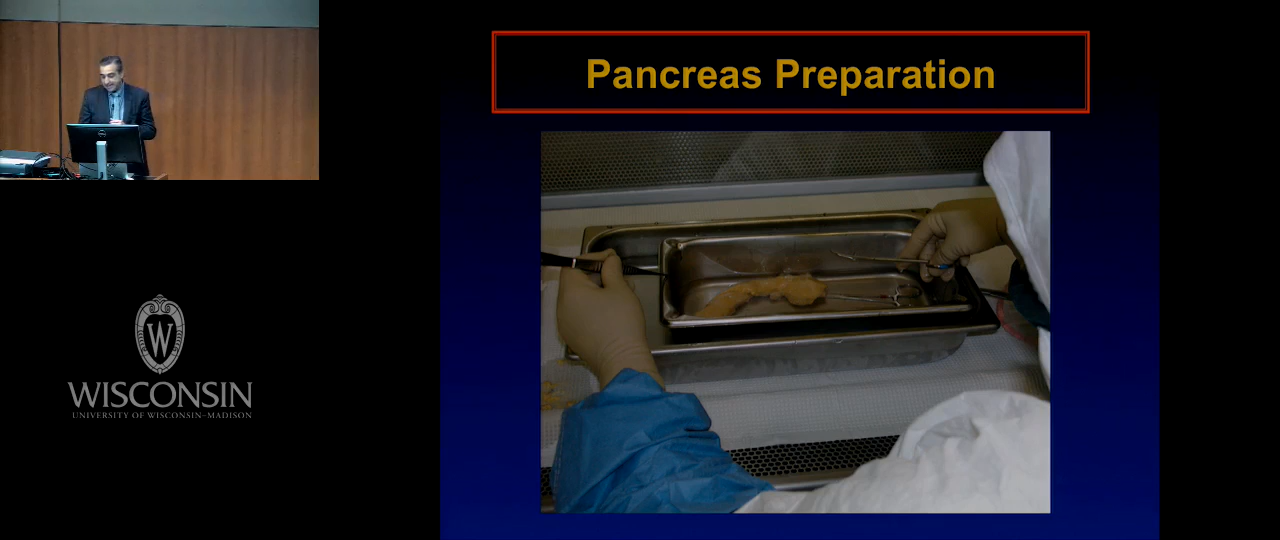 Pancreas Preparation
W
WISCONSIN
UNIVERSITY OF WISCONSIN–MADISON